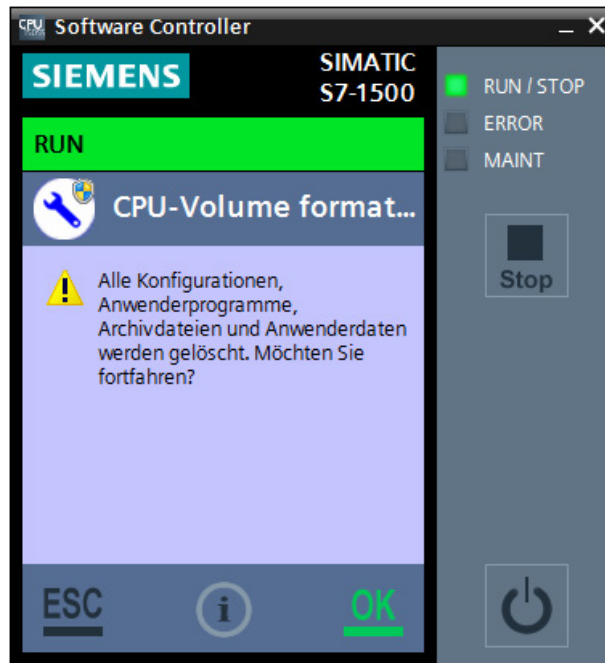 CPU Software Controller
SIEMENS
SIMATIC
S7-1500
RUN / STOP
ERROR
MAINT
RUN
CPU-Volume format...
Alle Konfigurationen,
Anwenderprogramme,
Archivdateien und Anwenderdaten
werden gelöscht. Möchten Sie
fortfahren?
Stop
ESC
i
OK